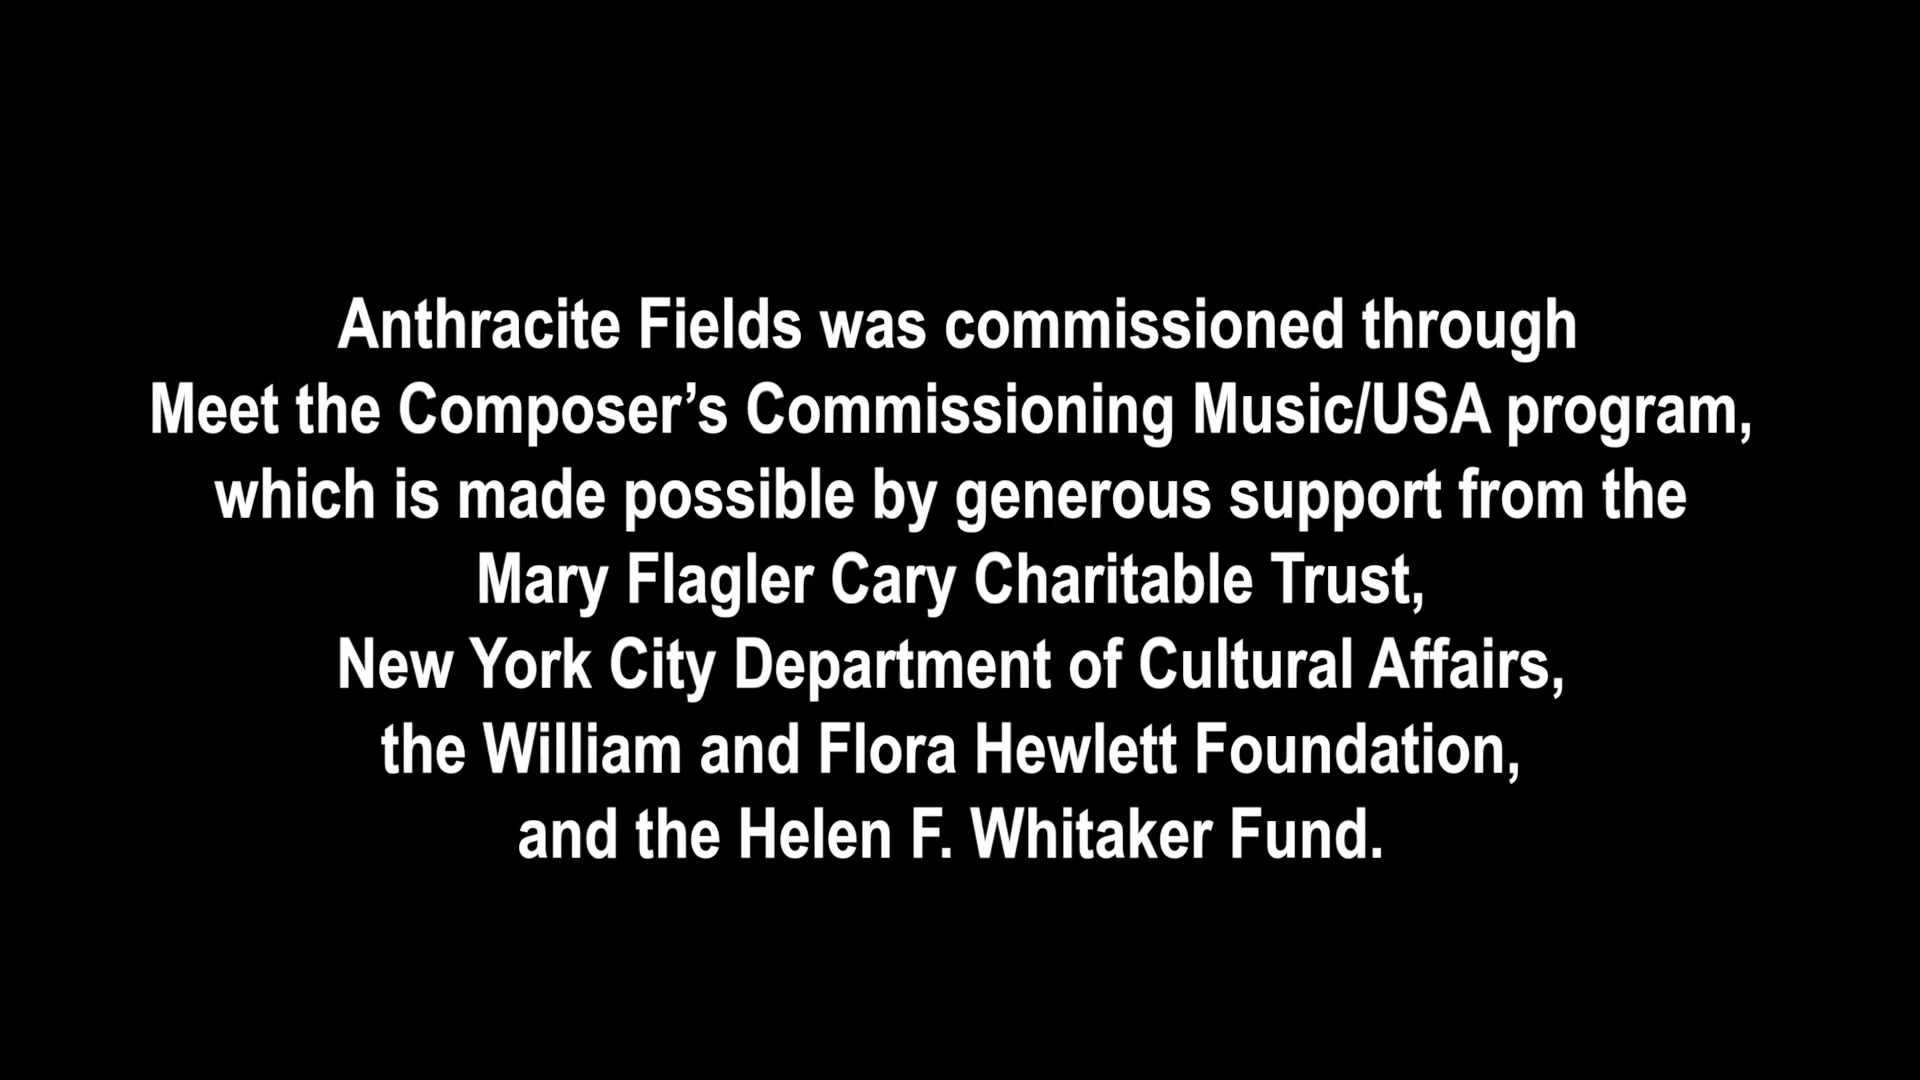 Anthracite Fields was commissioned through
Meet the Composer’s Commissioning Music/USA program,
which is made possible by generous support from the
Mary Flagler Cary Charitable Trust,
New York City Department of Cultural Affairs,
the William and Flora Hewlett Foundation,
and the Helen F. Whitaker Fund.